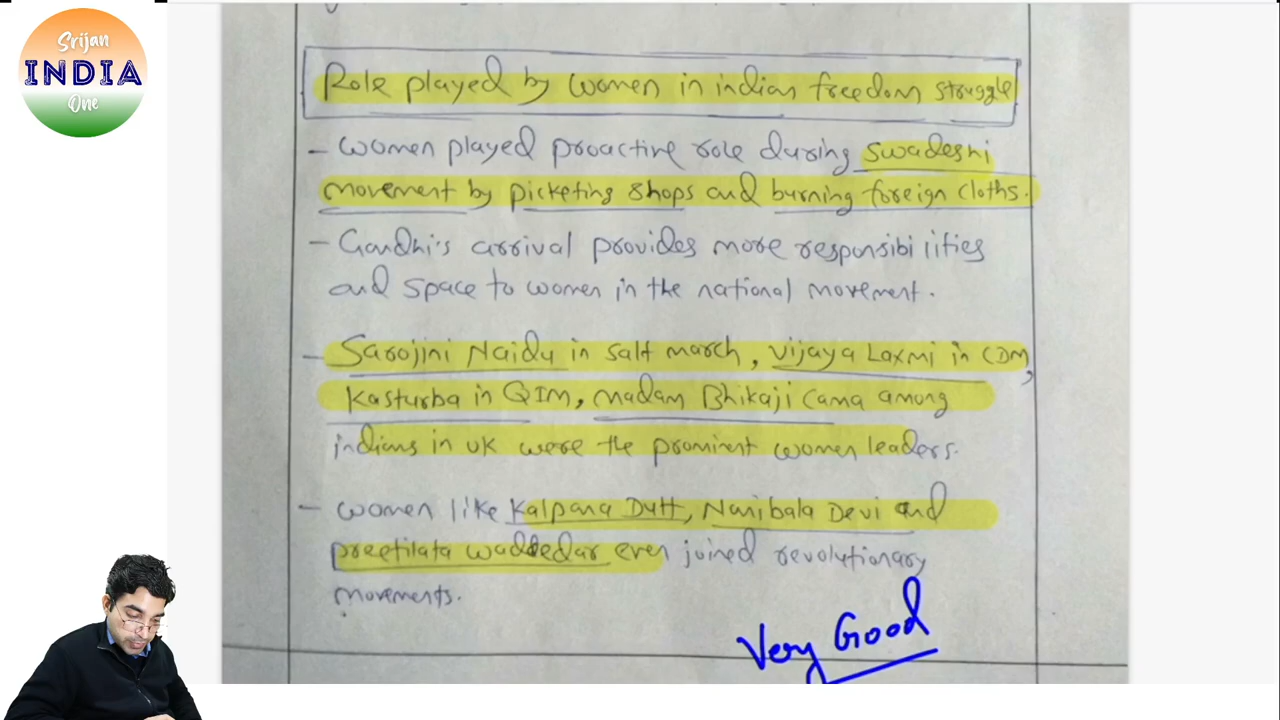 Srijan
INDIA
One
Role played by women in indian freedom struggle
- women played proactive role during swadeshi
movement by picketing shops and burning foreign cloths.
- Gandhi's arrival provides more responsibilities
and space to women in the national movement.
- Sarojini Naidu in salt march, vijaya Laxmi in CDM,
Kasturba in QIM, madam Bhikaji Cama among
indians in UK were the prominent women leaders.
- women like Kalpana Dutt, Nanibala Devi and
preetilata waddedar even joined revolutionary
movements.
Very Good